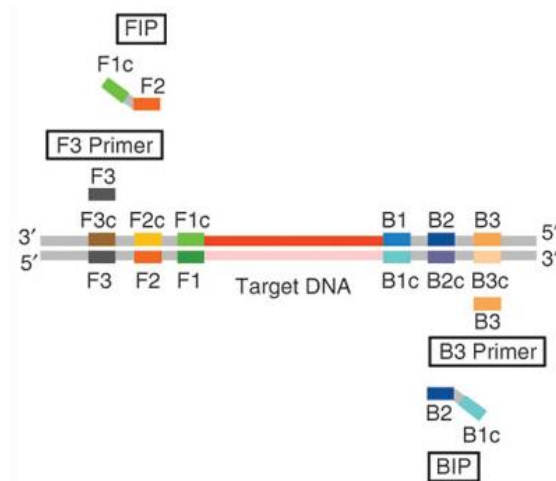 FIP
F1c
F2
F3 Primer
F3
F3c F2c F1c B1 B2 B3
3′ 5′
5′ 3′
F3 F2 F1 Target DNA B1c B2c B3c
B3
B3 Primer
B2
B1c
BIP